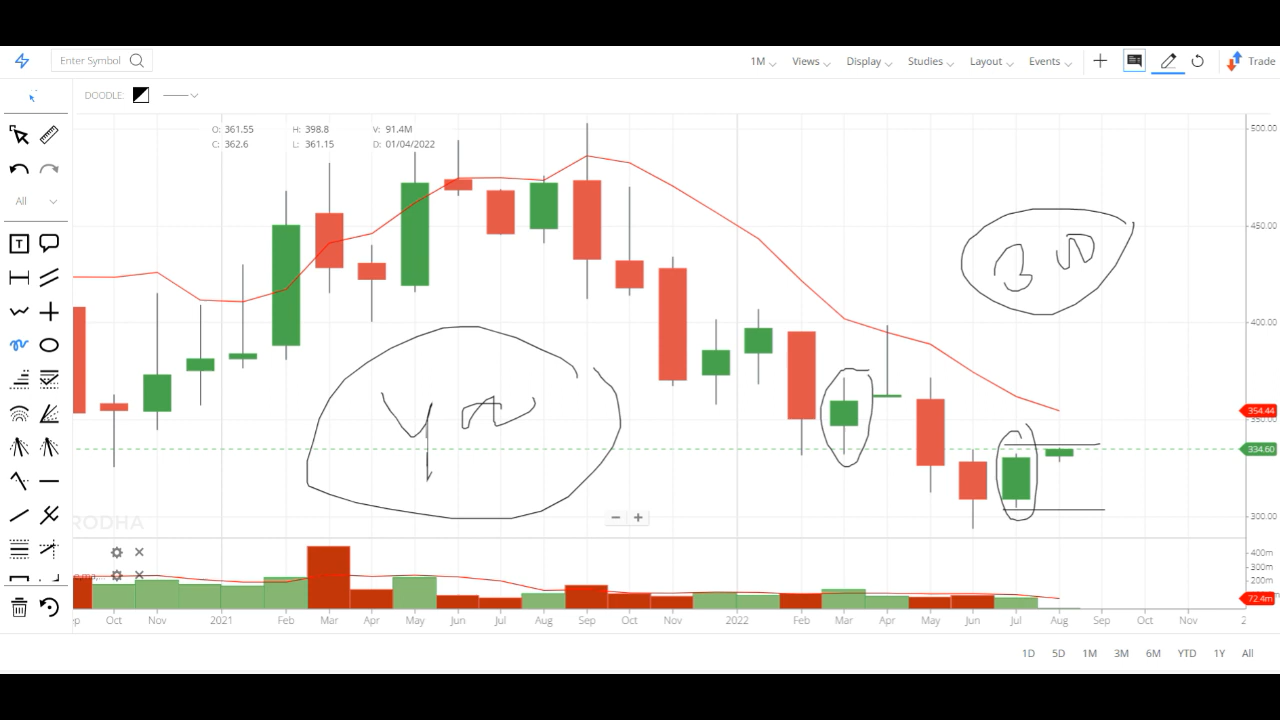 Enter Symbol
1M Views Display Studies Layout Events Trade
DOODLE:
O: 361.55 H: 398.8 V: 91.4M
C: 362.6 L: 361.15 D: 01/04/2022
All
T
500.00
450.00
400.00
354.44
334.60
300.00
RODHA
400m
300m
200m
72.4m
Oct Nov 2021 Feb Mar Apr May Jun Jul Aug Sep Oct Nov 2022 Feb Mar Apr May Jun Jul Aug Sep Oct Nov 2
1D 5D 1M 3M 6M YTD 1Y All